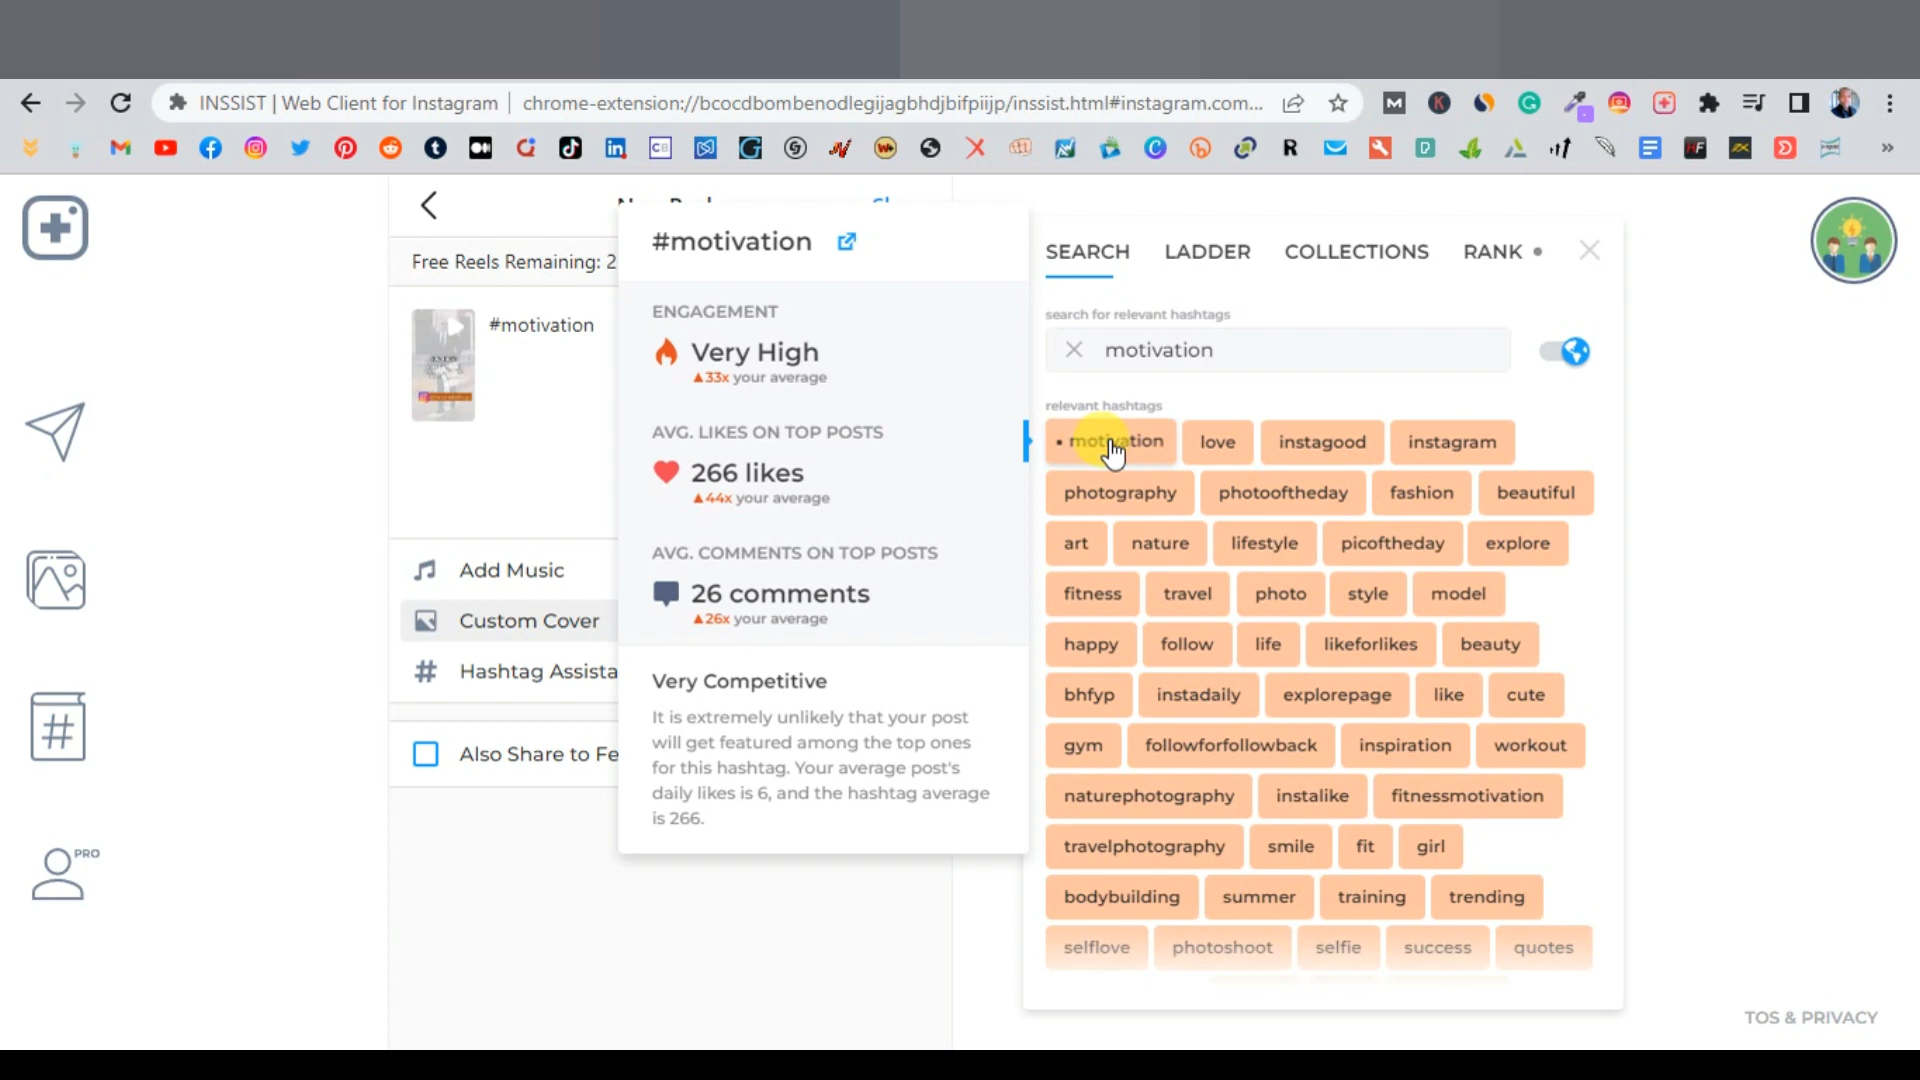 INSSIST | Web Client for Instagram | chrome-extension://bcocdbombenodlegijagbhdjbifpiijp/inssist.html#instagram.com...
PRO
Free Reels Remaining: 2
#motivation
Add Music
Custom Cover
Hashtag Assista
Also Share to Fe
#motivation
ENGAGEMENT
Very High
▲33x your average
AVG. LIKES ON TOP POSTS
266 likes
▲44x your average
AVG. COMMENTS ON TOP POSTS
26 comments
▲26x your average
Very Competitive
It is extremely unlikely that your post
will get featured among the top ones
for this hashtag. Your average post's
daily likes is 6, and the hashtag average
is 266.
SEARCH LADDER COLLECTIONS RANK
search for relevant hashtags
motivation
relevant hashtags
• motivation love instagood instagram
photography photooftheday fashion beautiful
art nature lifestyle picoftheday explore
fitness travel photo style model
happy follow life likeforlikes beauty
bhfyp instadaily explorepage like cute
gym followforfollowback inspiration workout
naturephotography instalike fitnessmotivation
travelphotography smile fit girl
bodybuilding summer training trending
selflove photoshoot selfie success quotes
TOS & PRIVACY